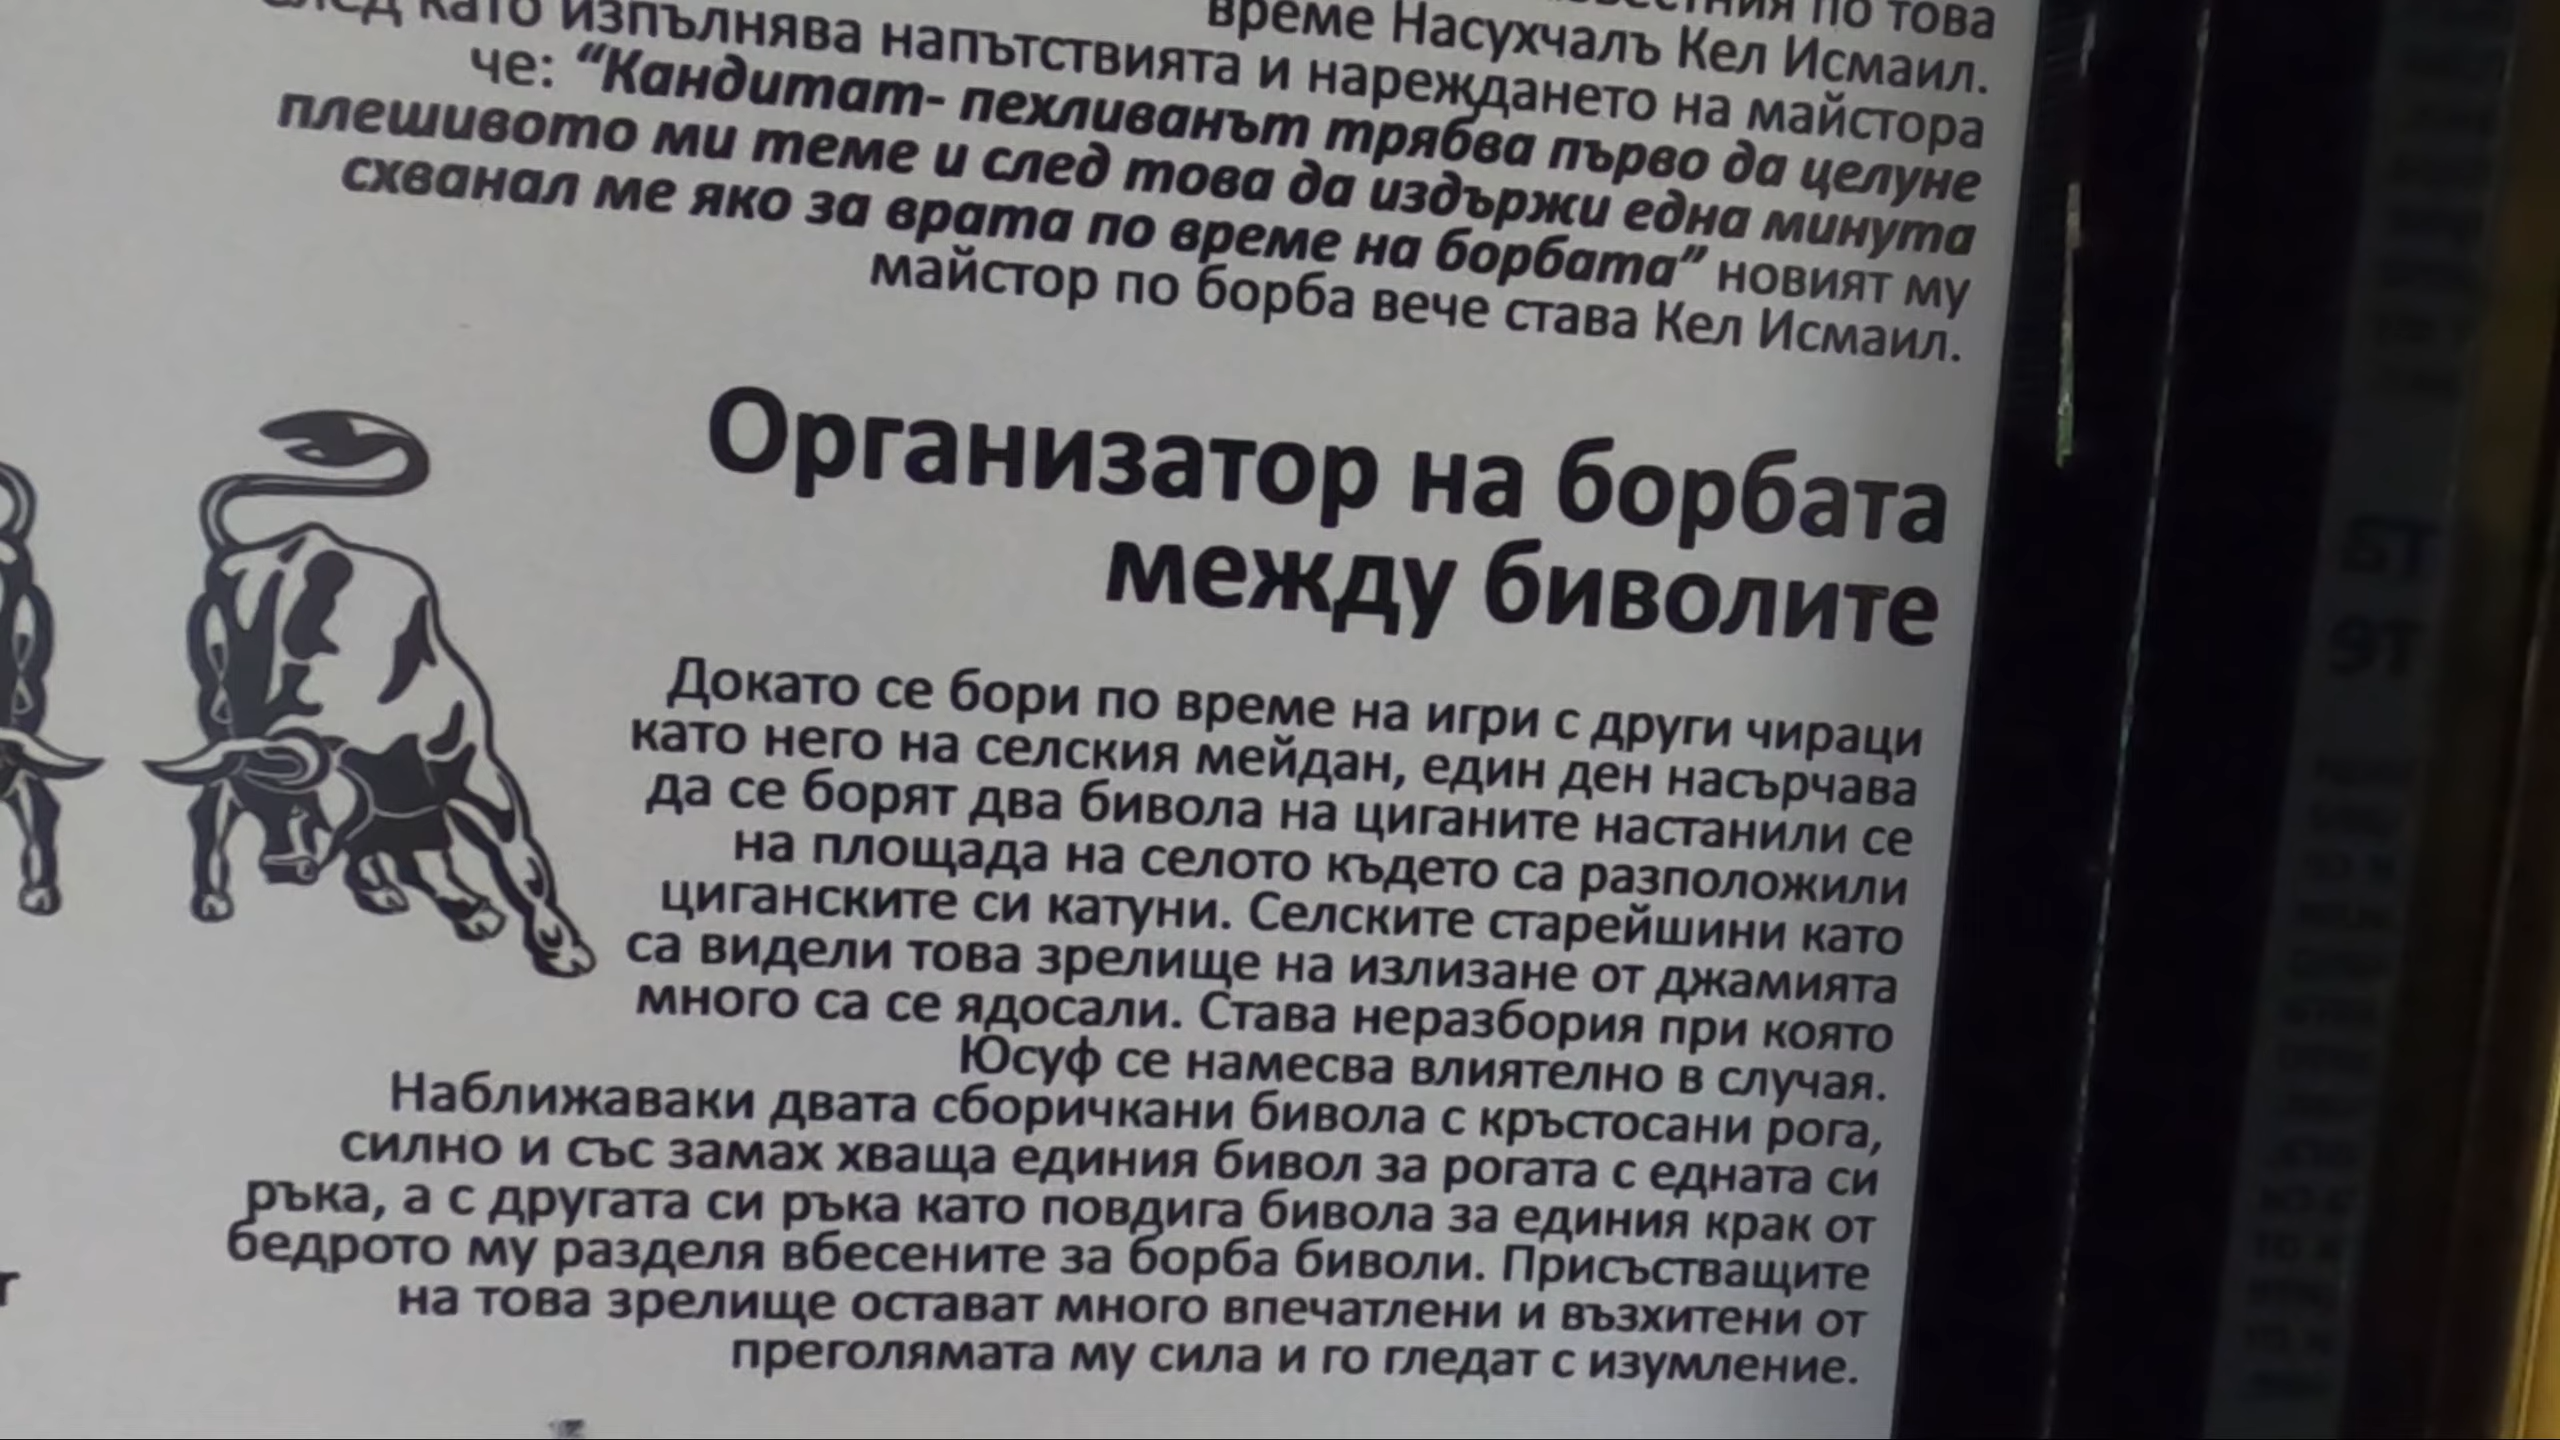 по това
време Насухчалъ Кел Исмаил.
след като изпълнява напътствията и нареждането на майстора
че: “Кандитат- пехливанът трябва първо да целуне
плешивото ми теме и след това да издържи една минута
схванал ме яко за врата по време на борбата” новият му
майстор по борба вече става Кел Исмаил.
Организатор на борбата
между биволите
Докато се бори по време на игри с други чираци
като него на селския мейдан, един ден насърчава
да се борят два бивола на циганите настанили се
на площада на селото където са разположили
циганските си катуни. Селските старейшини като
са видели това зрелище на излизане от джамията
много са се ядосали. Става неразбория при която
Юсуф се намесва влиятелно в случая.
Наближаваки двата сборичкани бивола с кръстосани рога,
силно и със замах хваща единия бивол за рогата с едната си
ръка, а с другата си ръка като повдига бивола за единия крак от
бедрото му разделя вбесените за борба биволи. Присъстващите
на това зрелище остават много впечатлени и възхитени от
преголямата му сила и го гледат с изумление.